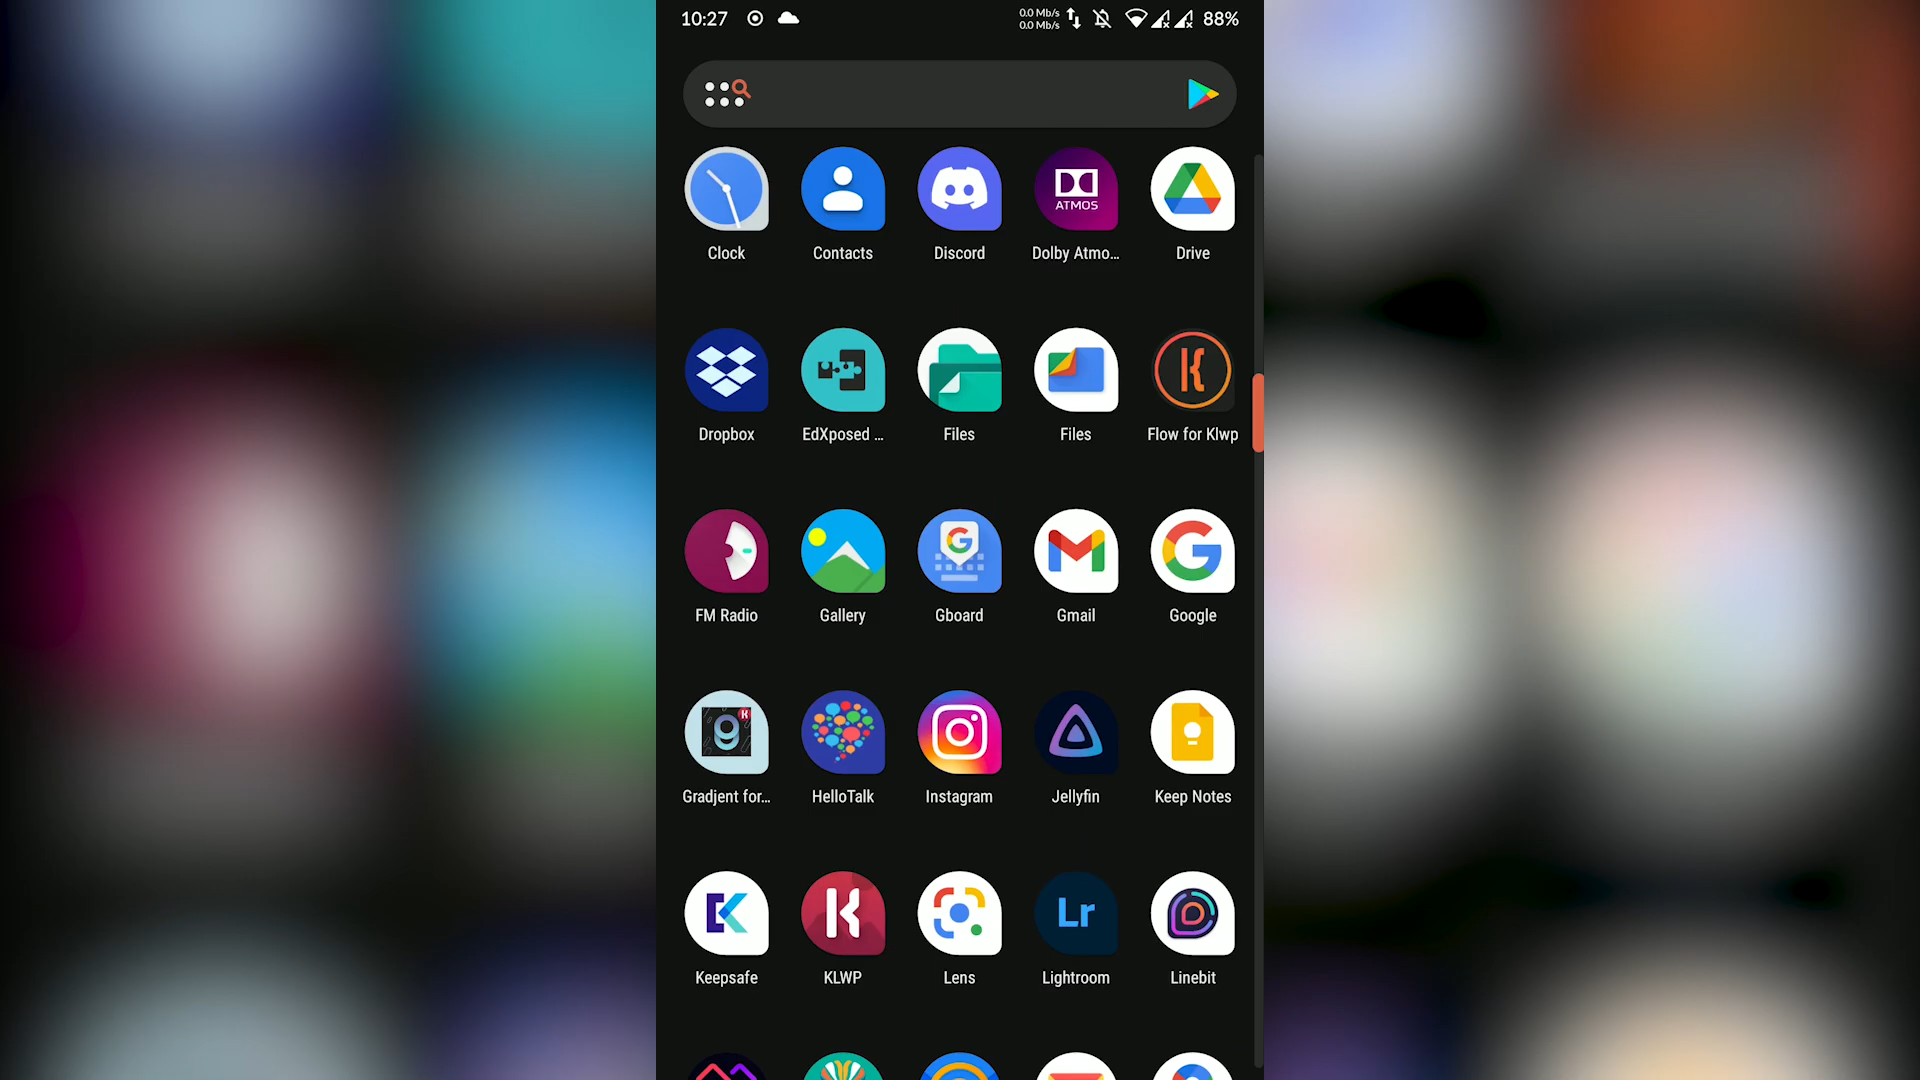 10:27
0.0 Mb/s
0.0 Mb/s
88%
ATMOS
Clock Contacts Discord Dolby Atmo... Drive
Dropbox EdXposed ... Files Files Flow for Klwp
FM Radio Gallery Gboard Gmail Google
Gradjent for... HelloTalk Instagram Jellyfin Keep Notes
Lr
Keepsafe KLWP Lens Lightroom Linebit